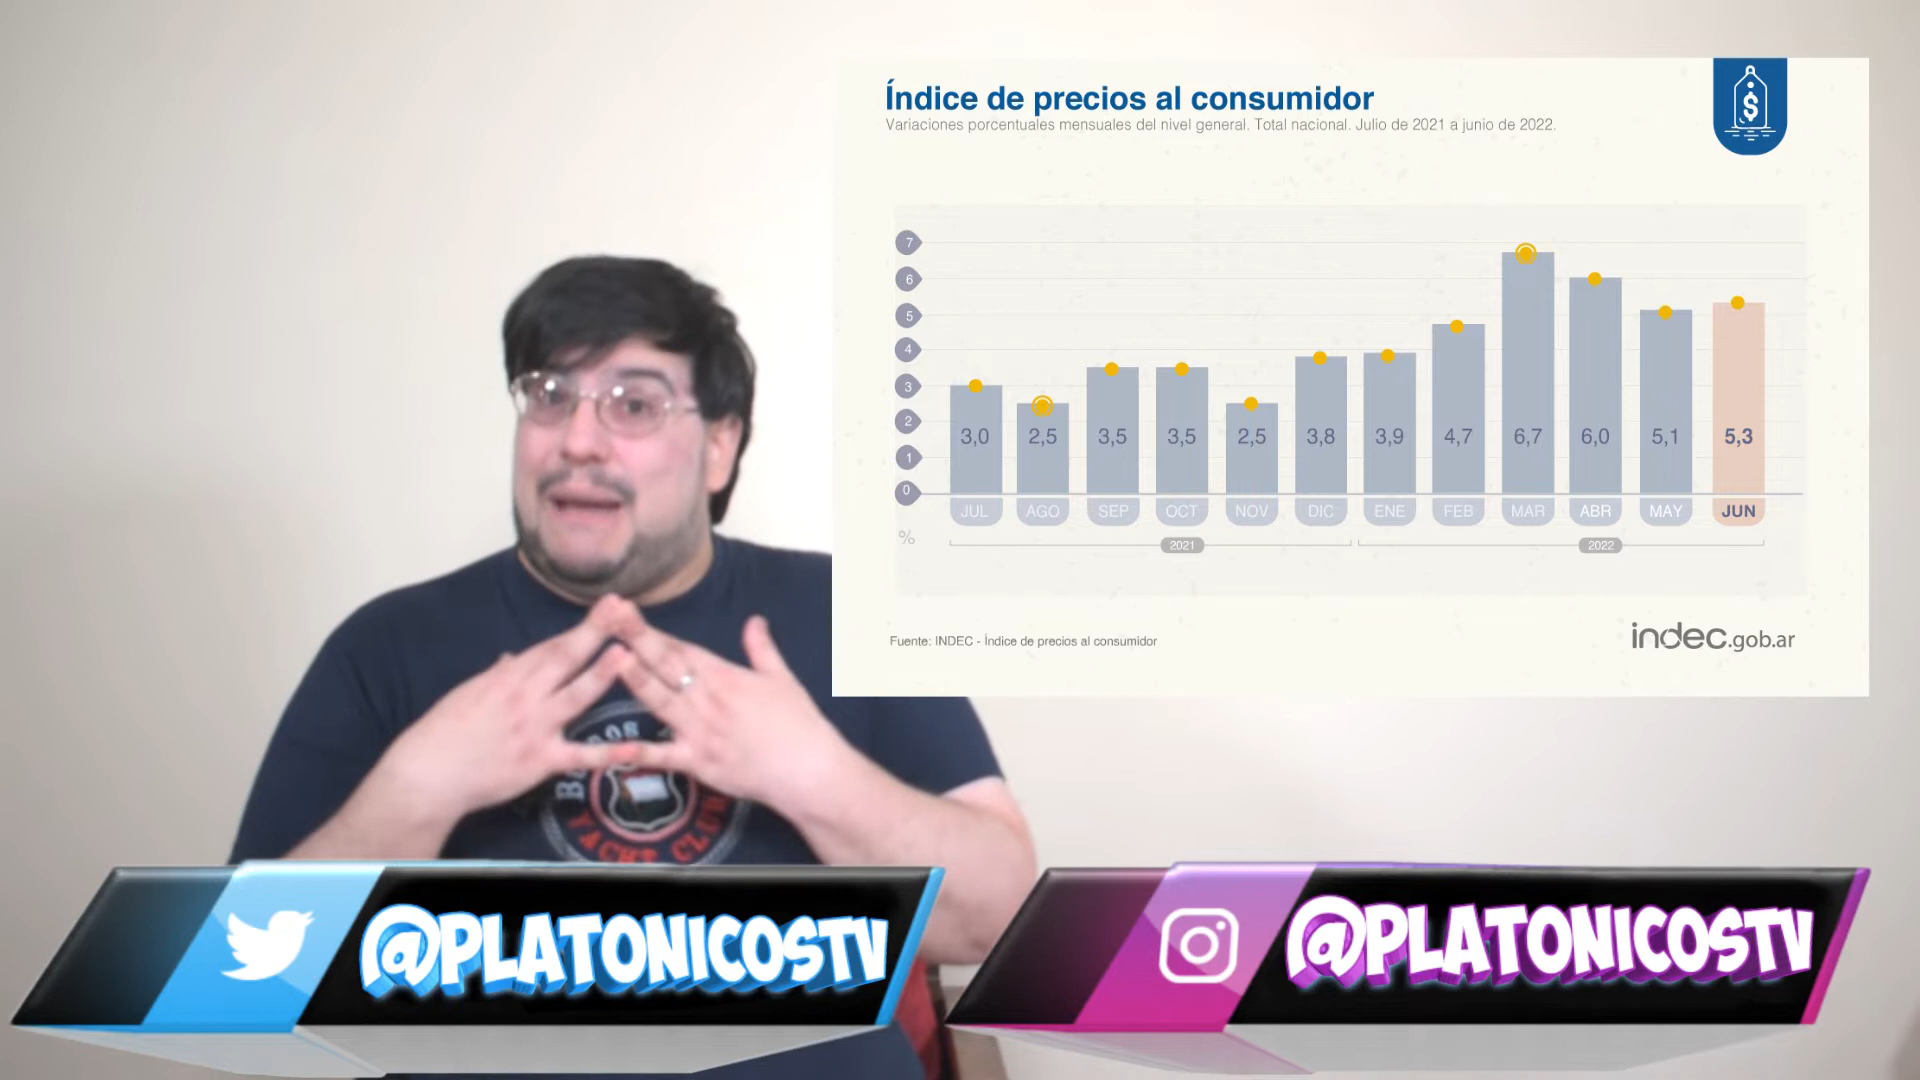 Índice de precios al consumidor
Variaciones porcentuales mensuales del nivel general. Total nacional. Julio de 2021 a junio de 2022.
$
7
6
5
4
3
2
1
0
3,0 2,5 3,5 3,5 2,5 3,8 3,9 4,7 6,7 6,0 5,1 5,3
JUL AGO SEP OCT NOV DIC ENE FEB MAR ABR MAY JUN
%
2021 2022
Fuente: INDEC - Índice de precios al consumidor
indec.gob.ar
YACHT CLUB
@PLATONICOSTV
@PLATONICOSTV